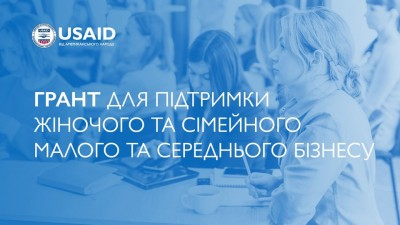 USAID
ВІД АМЕРИКАНСЬКОГО НАРОДУ
ГРАНТ ДЛЯ ПІДТРИМКИ
ЖІНОЧОГО ТА СІМЕЙНОГО
МАЛОГО ТА СЕРЕДНЬОГО БІЗНЕСУ